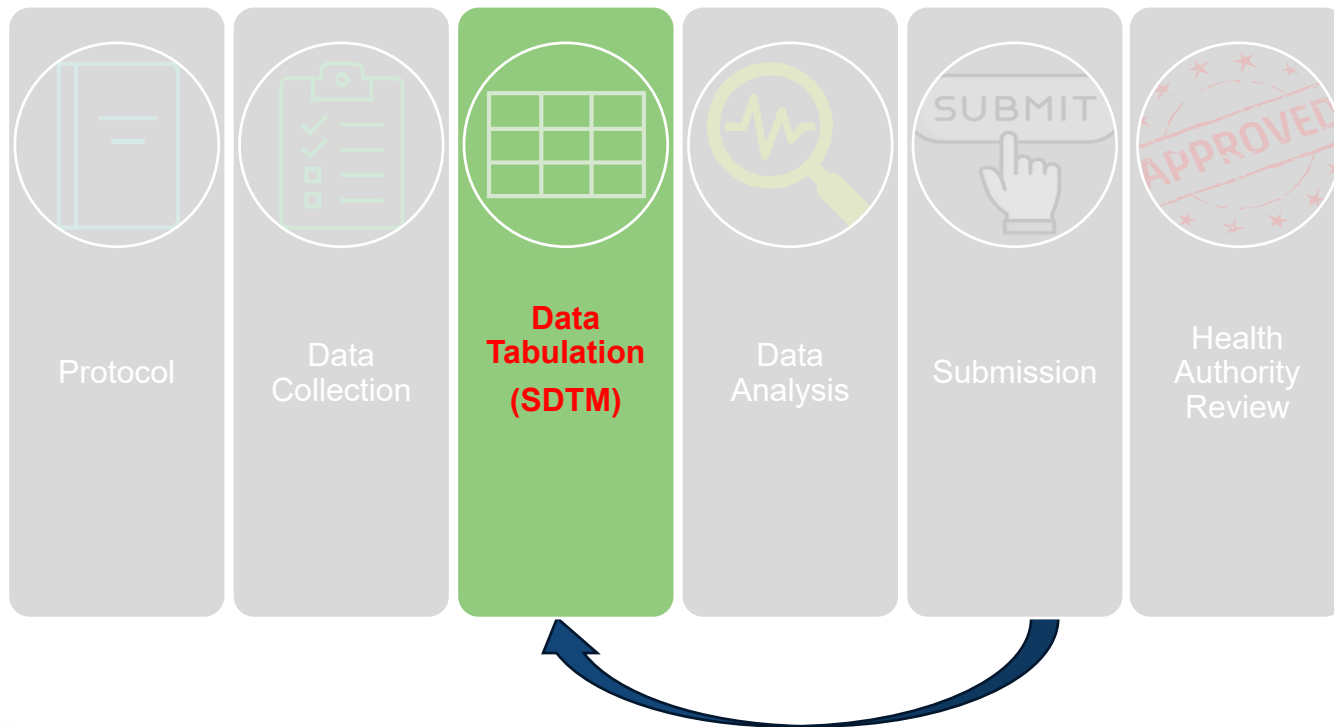 SUBMIT
APPROVED
Protocol
Data
Collection
Data
Tabulation
(SDTM)
Data
Analysis
Submission
Health
Authority
Review